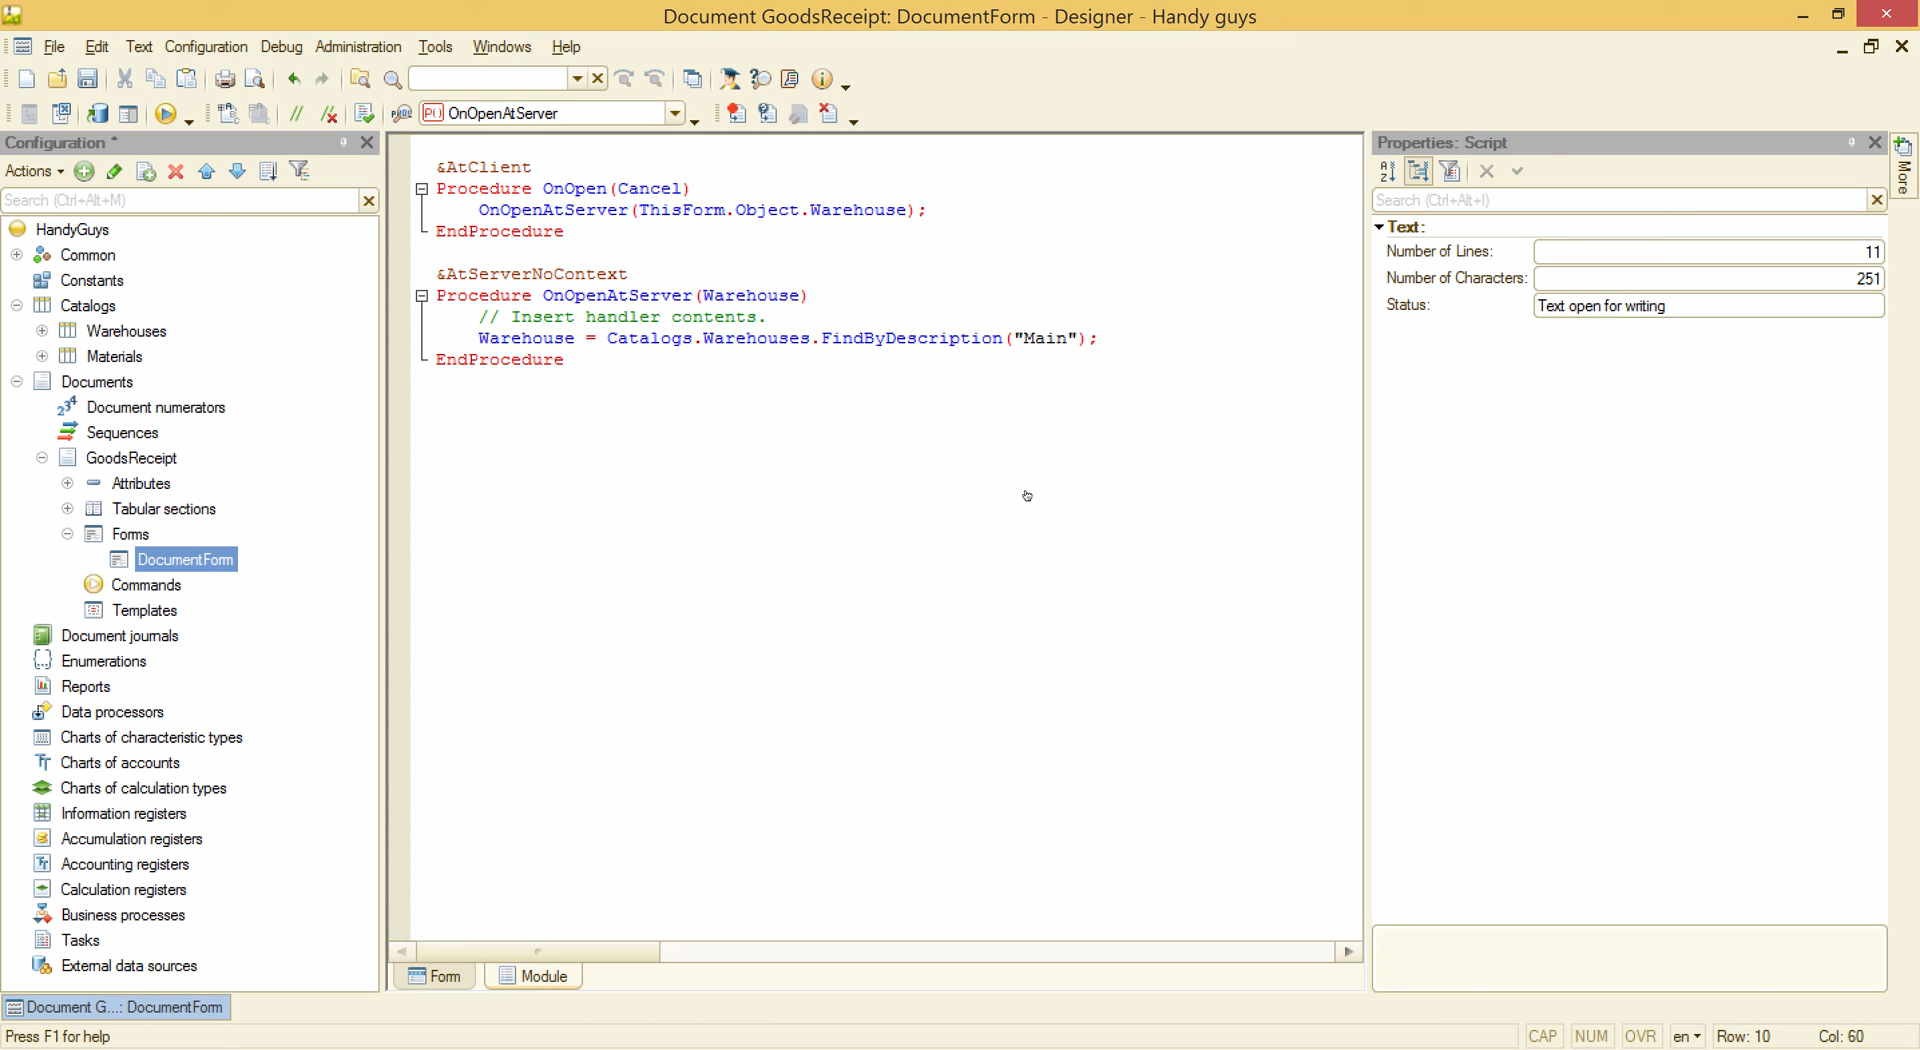 Document GoodsReceipt: DocumentForm - Designer - Handy guys
File Edit Text Configuration Debug Administration Tools Windows Help
OnOpenAtServer
Configuration *
Actions
Search (Ctrl+Alt+M)
HandyGuys
Common
Constants
Catalogs
Warehouses
Materials
Documents
Document numerators
Sequences
GoodsReceipt
Attributes
Tabular sections
Forms
DocumentForm
Commands
Templates
Document journals
Enumerations
Reports
Data processors
Charts of characteristic types
Charts of accounts
Charts of calculation types
Information registers
Accumulation registers
Accounting registers
Calculation registers
Business processes
Tasks
External data sources
&AtClient
Procedure OnOpen(Cancel)
OnOpenAtServer(ThisForm.Object.Warehouse);
EndProcedure
&AtServerNoContext
Procedure OnOpenAtServer(Warehouse)
// Insert handler contents.
Warehouse = Catalogs.Warehouses.FindByDescription("Main");
EndProcedure
Form Module
Properties: Script
Search (Ctrl+Alt+I)
Text:
Number of Lines: 11
Number of Characters: 251
Status: Text open for writing
More
Document G...: DocumentForm
Press F1 for help
CAP NUM OVR en Row: 10 Col: 60